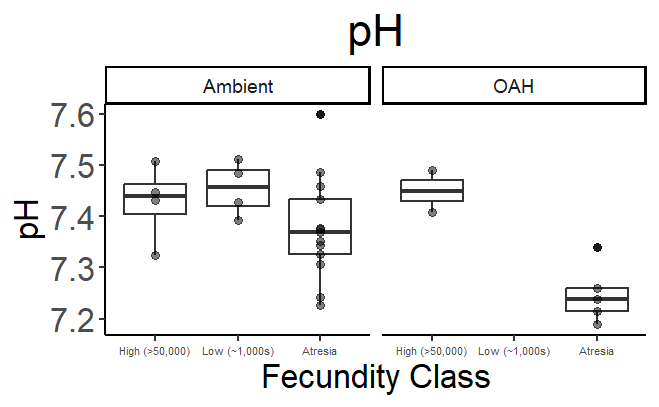 pH
Ambient
OAH
7.6
7.5
7.4
7.3
7.2
pH
High (>50,000)
Low (~1,000s)
Atresia
High (>50,000)
Low (~1,000s)
Atresia
Fecundity Class